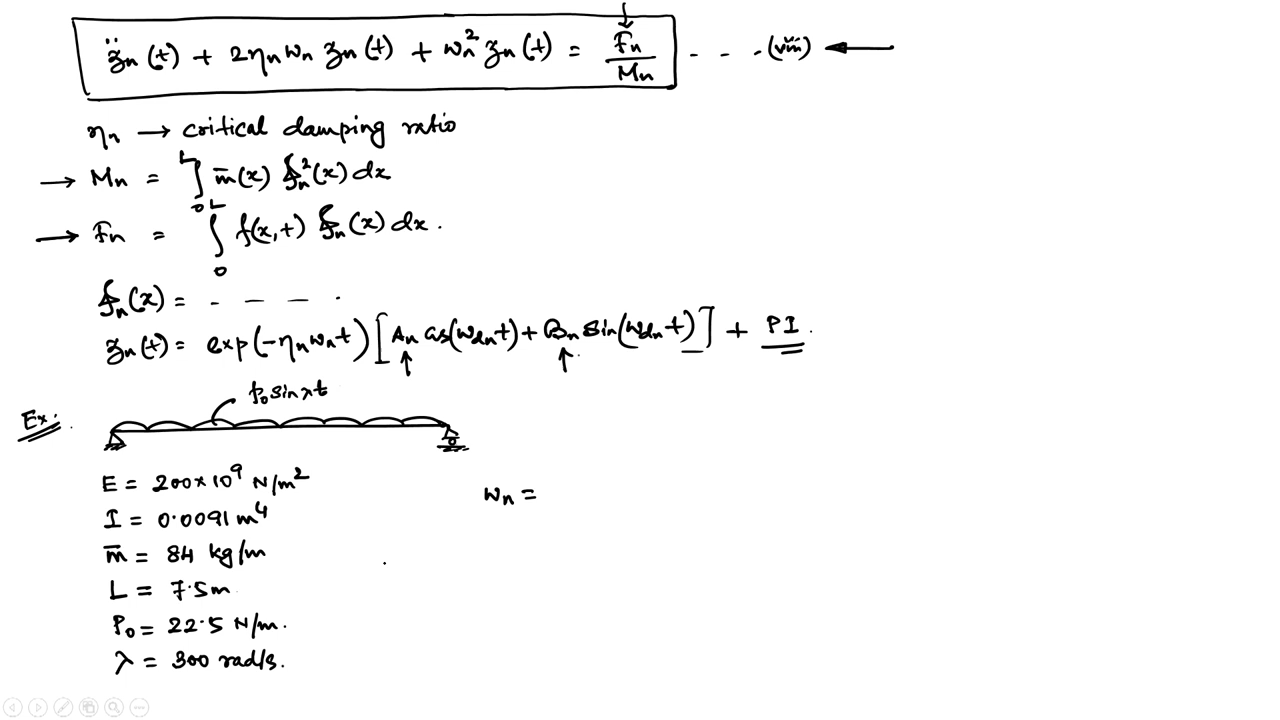 z̈n(t) + 2ηnωn zn(t) + ωn² zn(t) = Fn/Mn - - - (viii) ←
ηn → critical damping ratio
→ Mn = ∫₀ᴸ m̄(x) ϕn²(x) dx
→ Fn = ∫₀ᴸ f(x,t) ϕn(x) dx.
ϕn(x) = - - - .
zn(t) = exp(-ηnωnt) [An cos(ωdnt) + Bn sin(ωdnt)] + PI.
P₀ sin λt
Ex.
E = 200×10⁹ N/m²
I = 0.0091 m⁴
m̄ = 84 kg/m
L = 7.5m
P₀ = 22.5 N/m.
λ = 300 rad/s.
ωn =